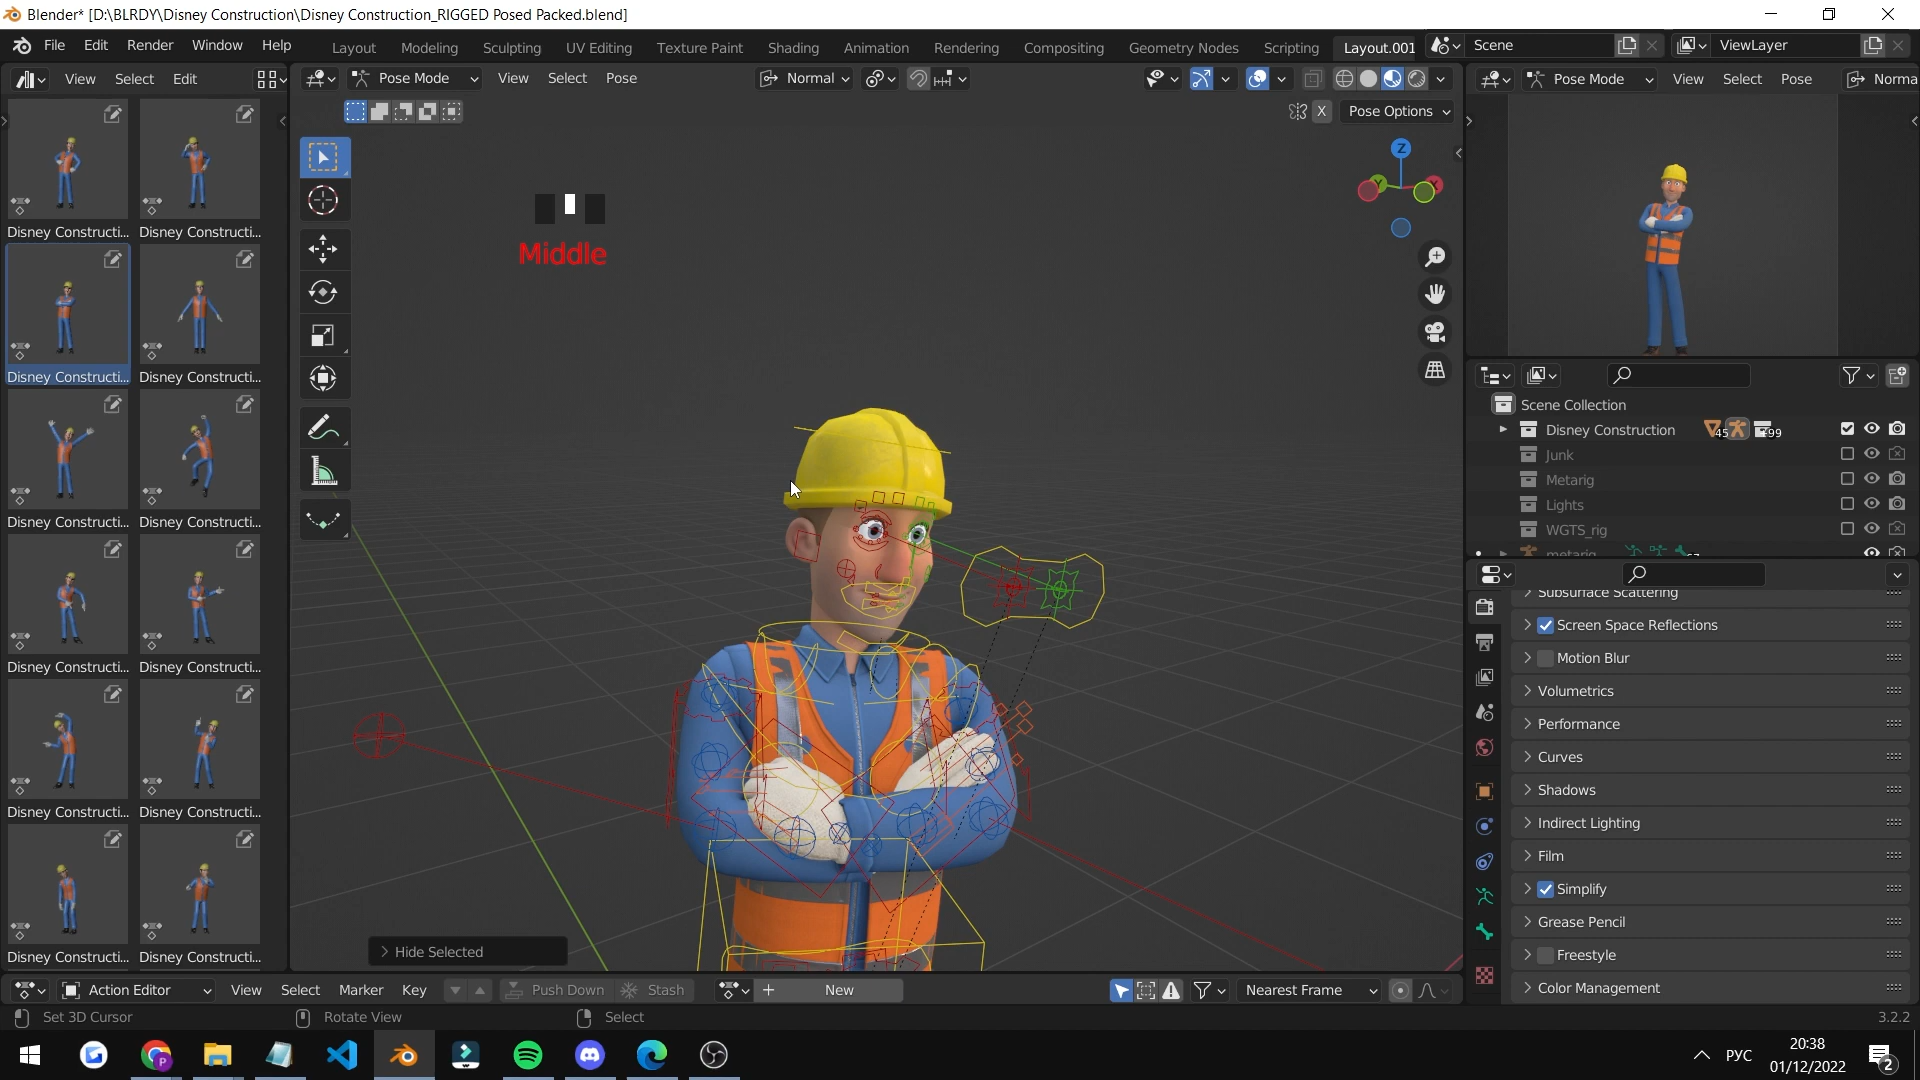 Blender* [D:\BLRDY\Disney Construction\Disney Construction_RIGGED Posed Packed.blend]
File Edit Render Window Help
Layout Modeling Sculpting UV Editing Texture Paint Shading Animation Rendering Compositing Geometry Nodes Scripting Layout.001
Scene
ViewLayer
View Select Edit
Pose Mode View Select Pose
Normal
Pose Mode View Select Pose
Norma
X
Pose Options
Z
Y
X
Middle
Disney Constructi...
Disney Constructi...
Disney Constructi...
Disney Constructi...
Disney Constructi...
Disney Constructi...
Disney Constructi...
Disney Constructi...
Disney Constructi...
Disney Constructi...
Disney Constructi...
Disney Constructi...
Scene Collection
Disney Construction 45 99
Junk
Metarig
Lights
WGTS_rig
metarig
Subsurface Scattering
Screen Space Reflections
Motion Blur
Volumetrics
Performance
Curves
Shadows
Indirect Lighting
Film
Simplify
Grease Pencil
Freestyle
Color Management
Hide Selected
Action Editor View Select Marker Key Push Down Stash New Nearest Frame
Set 3D Cursor Rotate View Select
3.2.2
P
РУС
20:38
01/12/2022
2